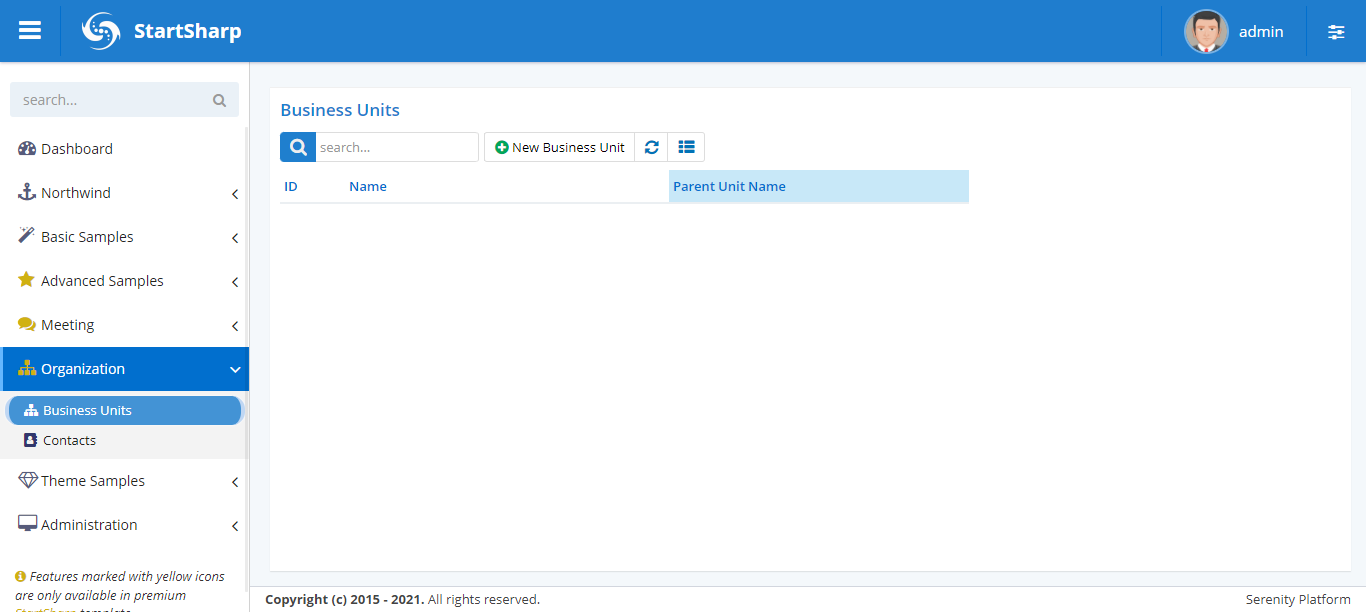 StartSharp
admin
search...
Dashboard
Northwind
Basic Samples
Advanced Samples
Meeting
Organization
Business Units
Contacts
Theme Samples
Administration
Features marked with yellow icons
are only available in premium
StartSharp template
Business Units
search...
New Business Unit
ID Name Parent Unit Name
Copyright (c) 2015 - 2021. All rights reserved.
Serenity Platform